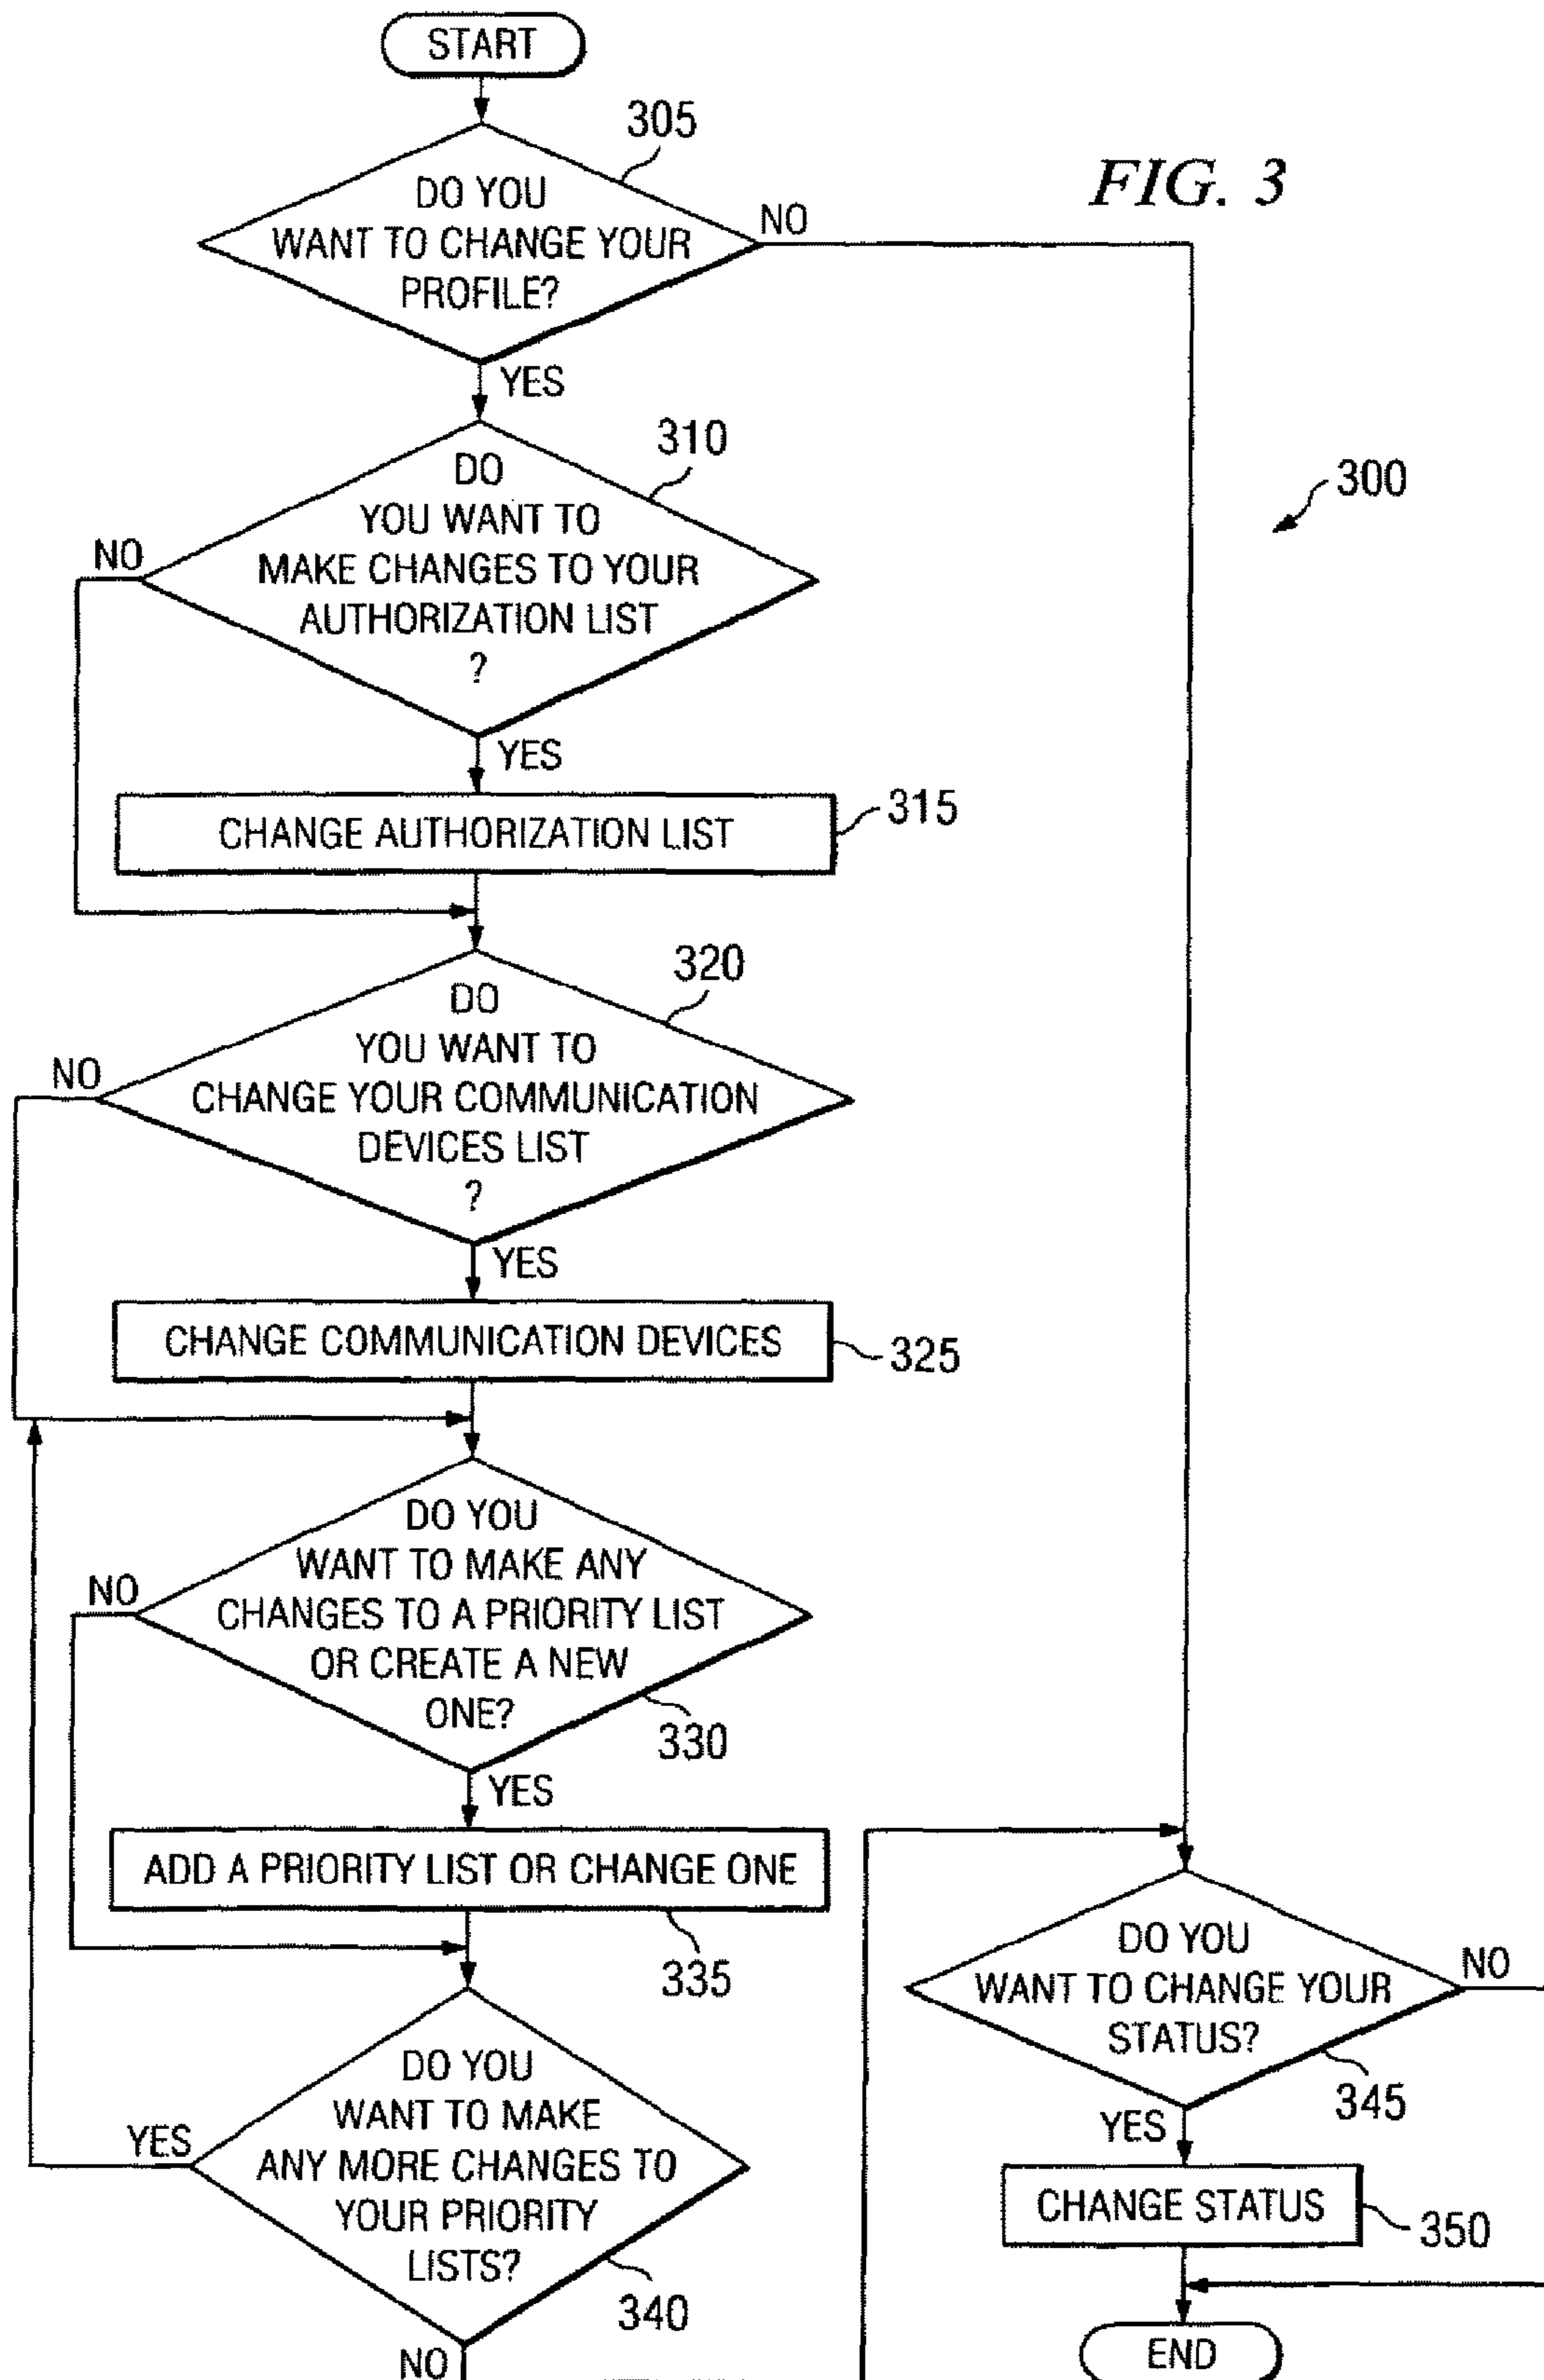 START
305
FIG. 3
DO YOU
WANT TO CHANGE YOUR
PROFILE?
NO
YES
310
300
DO
YOU WANT TO
MAKE CHANGES TO YOUR
AUTHORIZATION LIST
?
NO
YES
CHANGE AUTHORIZATION LIST
315
320
DO
YOU WANT TO
CHANGE YOUR COMMUNICATION
DEVICES LIST
?
NO
YES
CHANGE COMMUNICATION DEVICES
325
DO YOU
WANT TO MAKE ANY
CHANGES TO A PRIORITY LIST
OR CREATE A NEW
ONE?
NO
330
YES
ADD A PRIORITY LIST OR CHANGE ONE
335
DO YOU
WANT TO MAKE
ANY MORE CHANGES TO
YOUR PRIORITY
LISTS?
YES
340
NO
DO YOU
WANT TO CHANGE YOUR
STATUS?
NO
345
YES
CHANGE STATUS
350
END